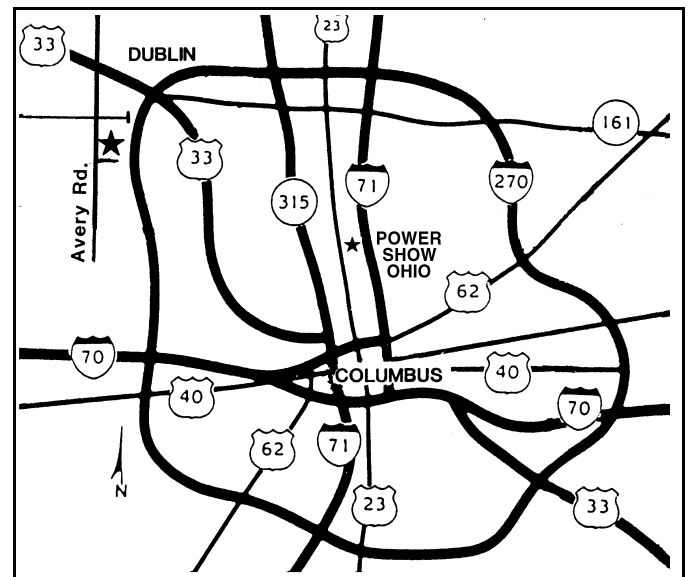 23
33
DUBLIN
161
33
71
270
315
Avery Rd.
POWER
SHOW
OHIO
62
70
COLUMBUS
40
40
70
62
71
N
23
33